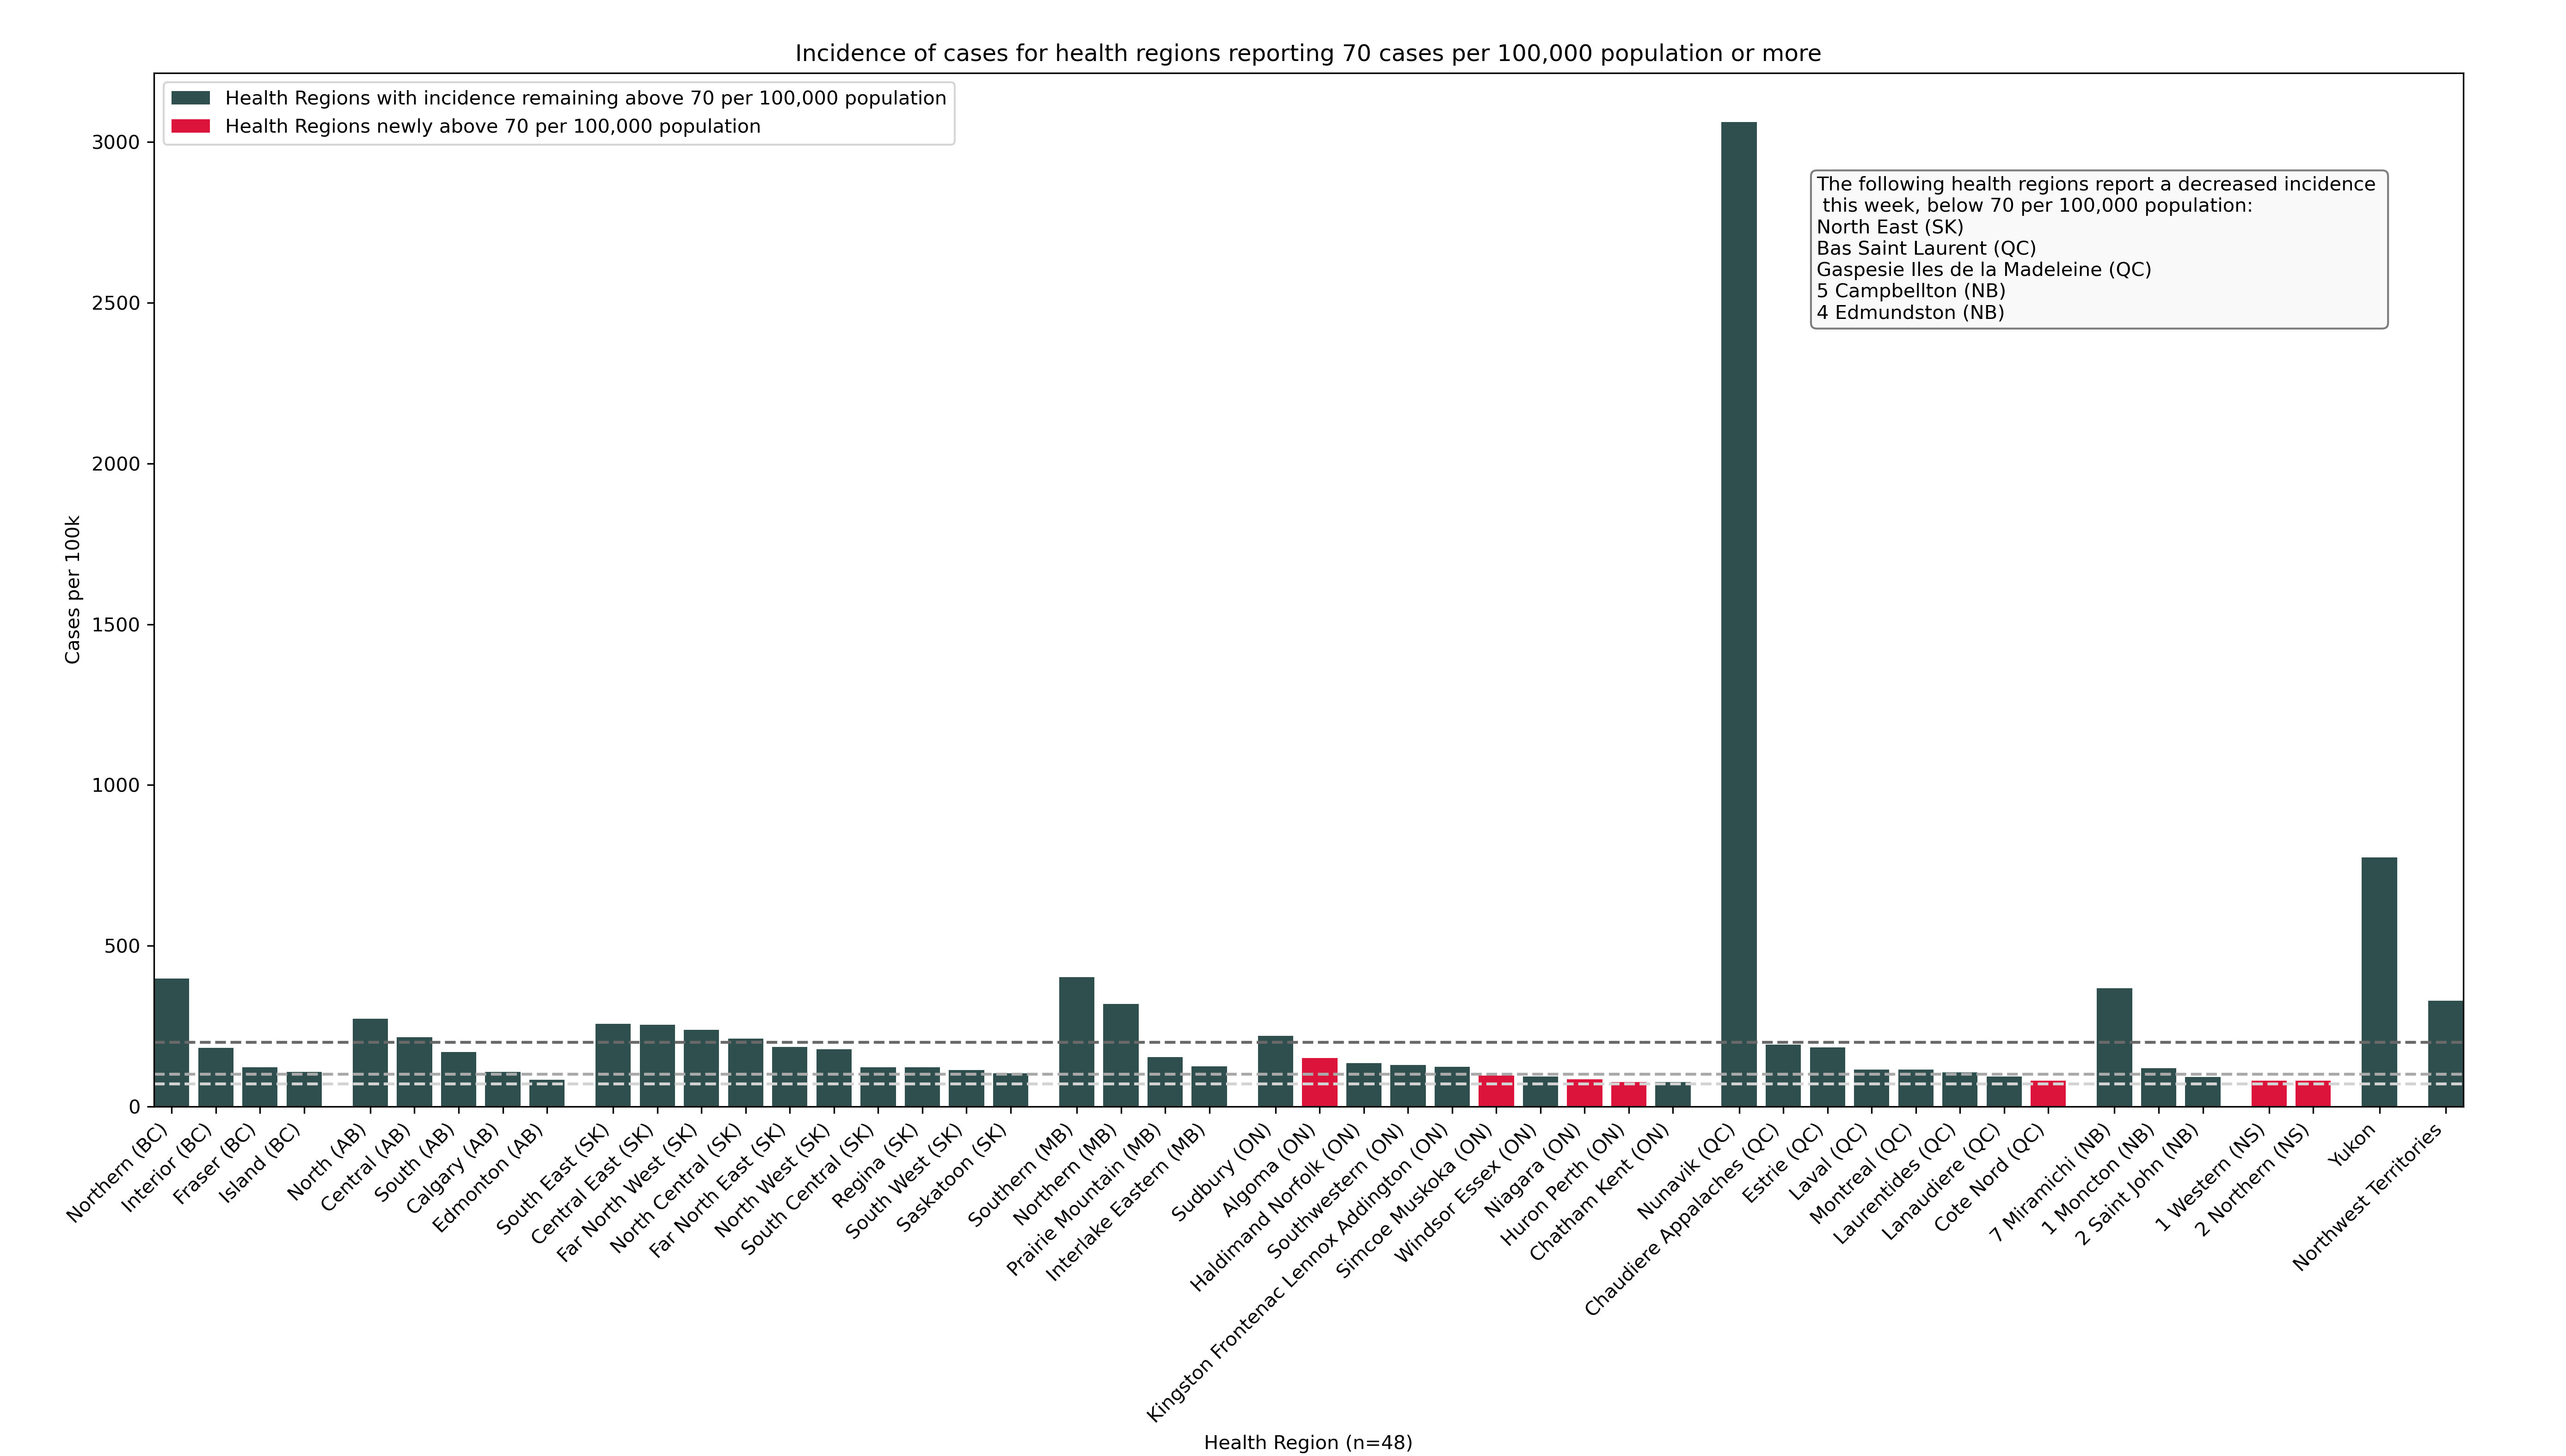 Incidence of cases for health regions reporting 70 cases per 100,000 population or more
Health Regions with incidence remaining above 70 per 100,000 population
Health Regions newly above 70 per 100,000 population
The following health regions report a decreased incidence
this week, below 70 per 100,000 population:
North East (SK)
Bas Saint Laurent (QC)
Gaspesie Iles de la Madeleine (QC)
5 Campbellton (NB)
4 Edmundston (NB)
Cases per 100k
3000
2500
2000
1500
1000
500
0
Northern (BC)
Interior (BC)
Fraser (BC)
Island (BC)
North (AB)
Central (AB)
South (AB)
Calgary (AB)
Edmonton (AB)
South East (SK)
Central East (SK)
Far North West (SK)
North Central (SK)
Far North East (SK)
North West (SK)
South Central (SK)
Regina (SK)
South West (SK)
Saskatoon (SK)
Southern (MB)
Northern (MB)
Prairie Mountain (MB)
Interlake Eastern (MB)
Sudbury (ON)
Algoma (ON)
Haldimand Norfolk (ON)
Southwestern (ON)
Kingston Frontenac Lennox Addington (ON)
Simcoe Muskoka (ON)
Windsor Essex (ON)
Niagara (ON)
Huron Perth (ON)
Chatham Kent (ON)
Nunavik (QC)
Chaudiere Appalaches (QC)
Estrie (QC)
Laval (QC)
Montreal (QC)
Laurentides (QC)
Lanaudiere (QC)
Cote Nord (QC)
7 Miramichi (NB)
1 Moncton (NB)
2 Saint John (NB)
1 Western (NS)
2 Northern (NS)
Yukon
Northwest Territories
Health Region (n=48)